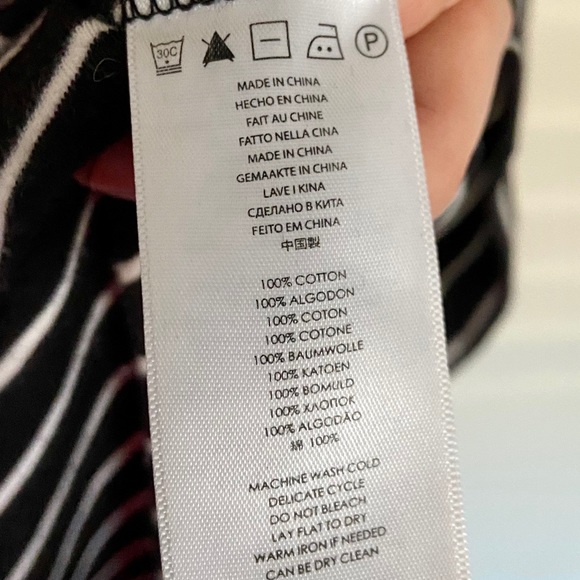 30C P
MADE IN CHINA
HECHO EN CHINA
FAIT AU CHINE
FATTO NELLA CINA
MADE IN CHINA
GEMAAKTE IN CHINA
LAVE I KINA
СДЕЛАНО В КИТА
FEITO EM CHINA
中国製
100% COTTON
100% ALGODON
100% COTON
100% COTONE
100% BAUMWOLLE
100% KATOEN
100% BOMULD
100% ХЛОПОК
100% ALGODÃO
綿 100%
MACHINE WASH COLD
DELICATE CYCLE
DO NOT BLEACH
LAY FLAT TO DRY
WARM IRON IF NEEDED
CAN BE DRY CLEAN